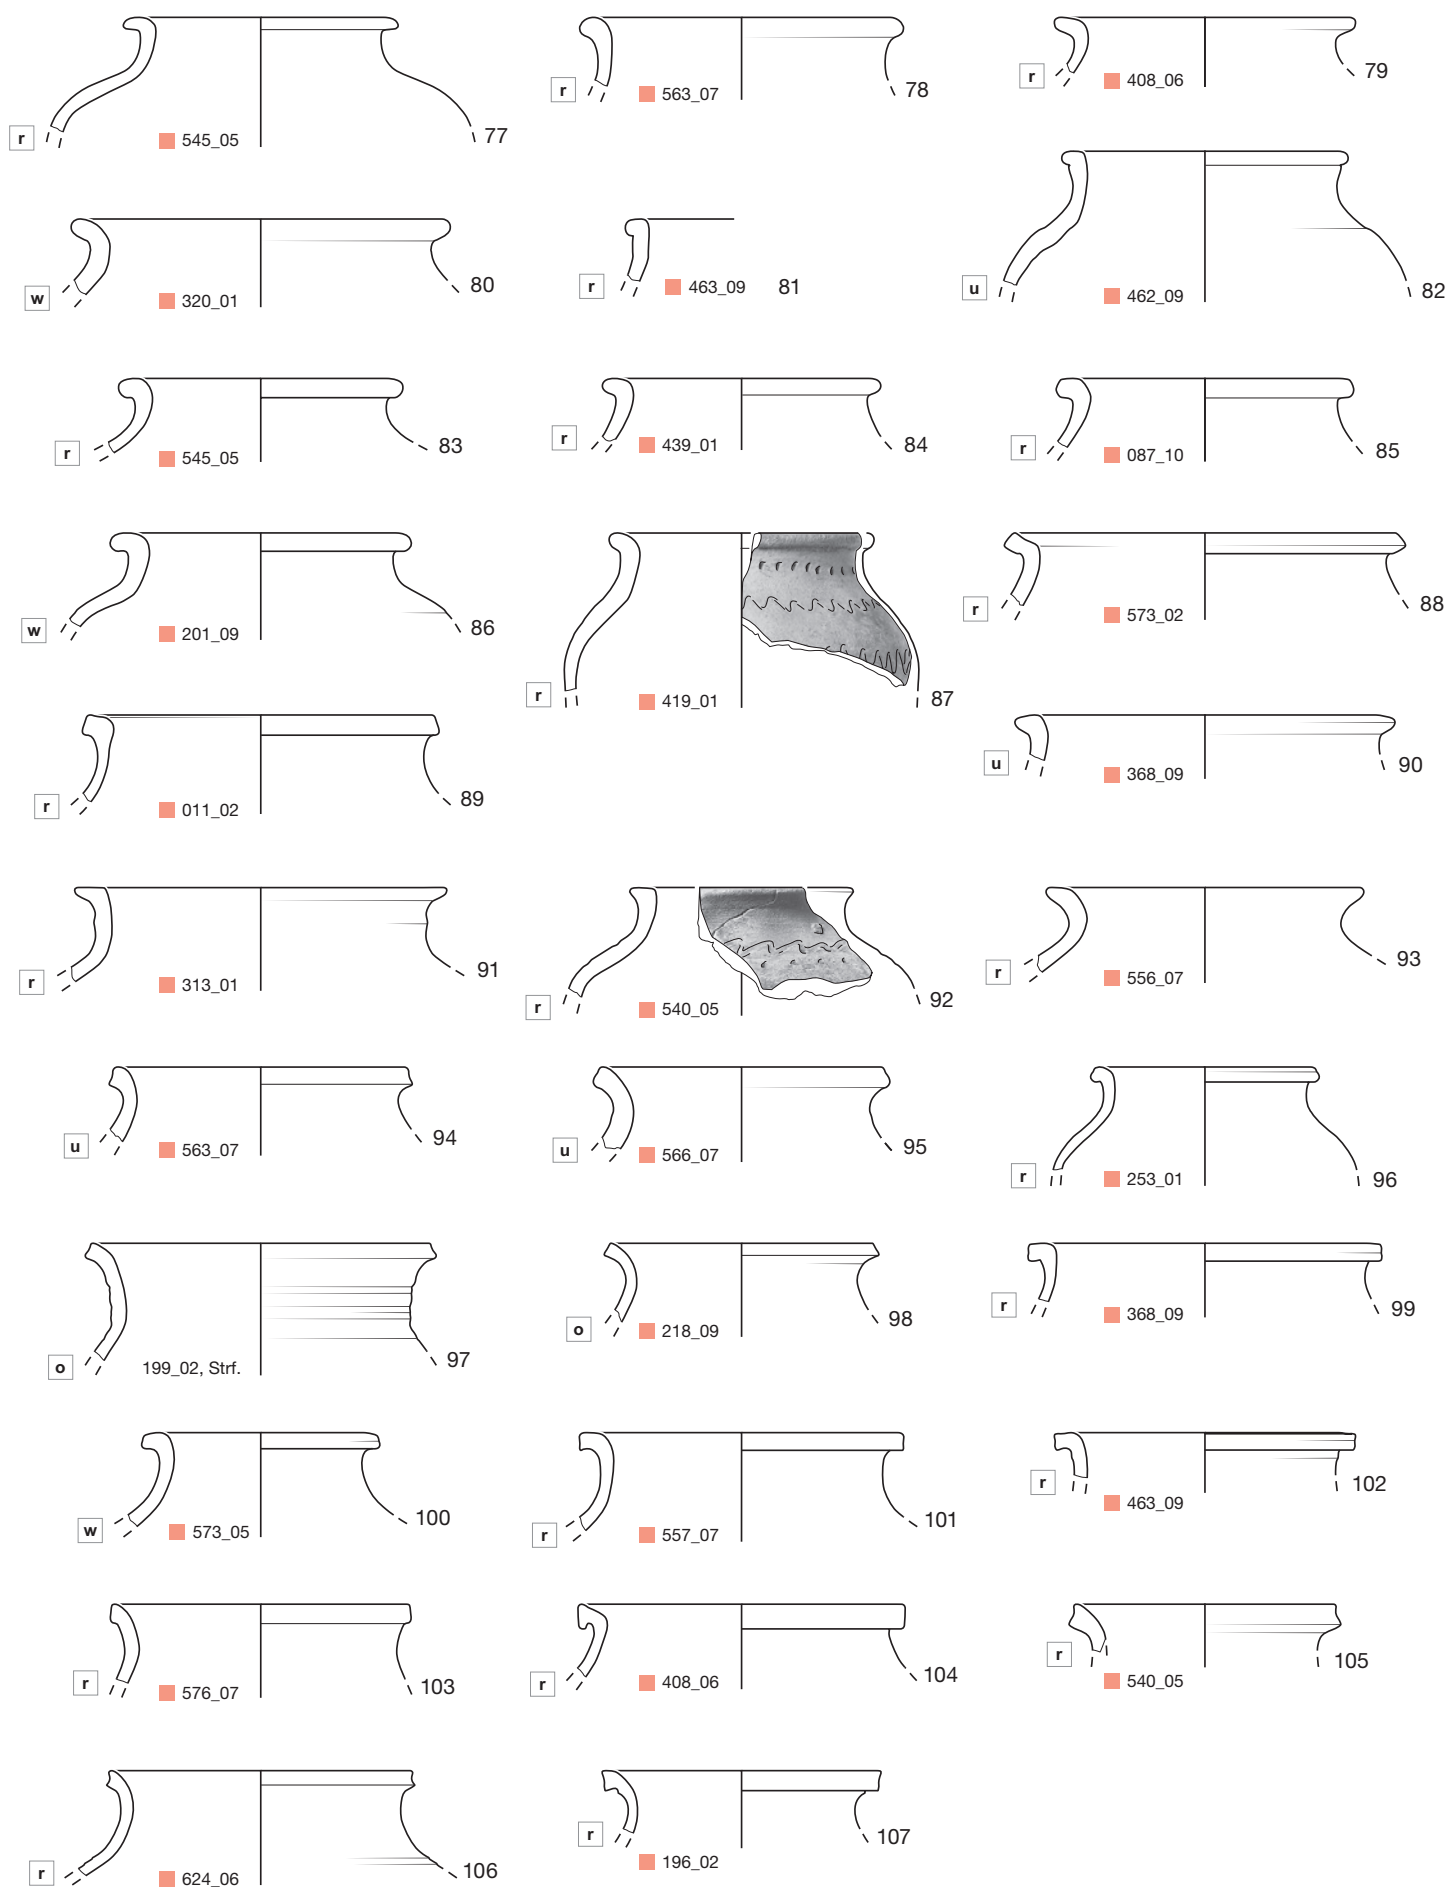 r 545_05 77
r 563_07 78
r 408_06 79
w 320_01 80
r 463_09 81
u 462_09 82
r 545_05 83
r 439_01 84
r 087_10 85
w 201_09 86
r 419_01 87
r 573_02 88
r 011_02 89
u 368_09 90
r 313_01 91
r 540_05 92
r 556_07 93
u 563_07 94
u 566_07 95
r 253_01 96
o 199_02, Strf. 97
o 218_09 98
r 368_09 99
w 573_05 100
r 557_07 101
r 463_09 102
r 576_07 103
r 408_06 104
r 540_05 105
r 624_06 106
r 196_02 107